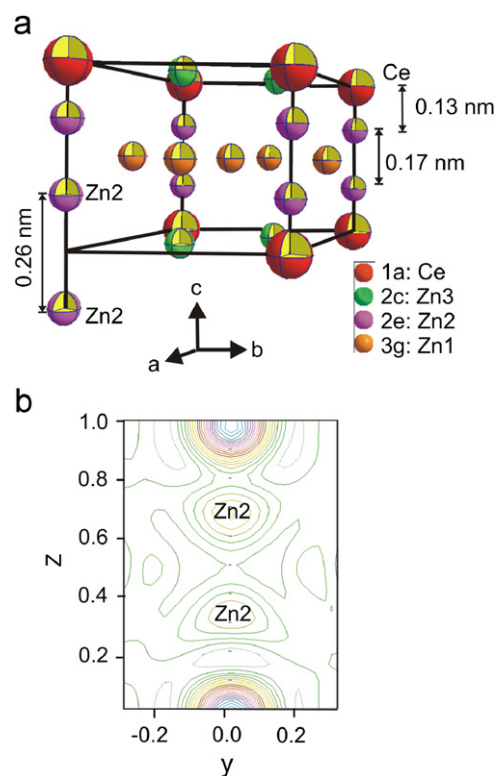 a
Ce
0.13 nm
0.17 nm
Zn2
0.26 nm
Zn2
c
a
b
1a: Ce
2c: Zn3
2e: Zn2
3g: Zn1
b
1.0
0.8
Zn2
z
0.6
0.4
Zn2
0.2
-0.2 0.0 0.2
y